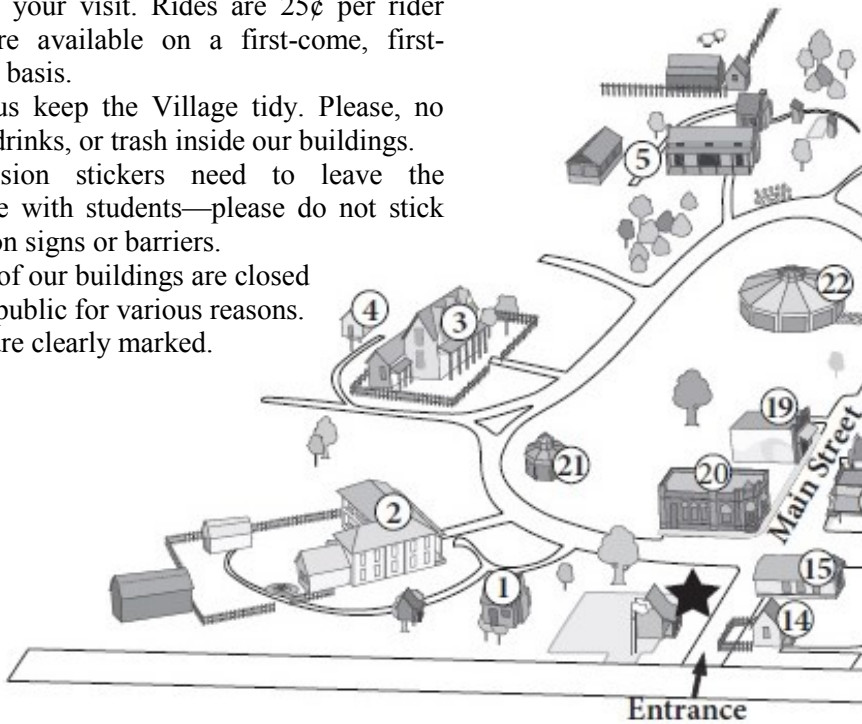 your visit. Rides are 25¢ per rider
re available on a first-come, first-
basis.
us keep the Village tidy. Please, no
drinks, or trash inside our buildings.
sion stickers need to leave the
e with students—please do not stick
on signs or barriers.
of our buildings are closed
public for various reasons.
re clearly marked.
5
22
4
3
19
Main Street
21
20
2
1
15
14
Entrance